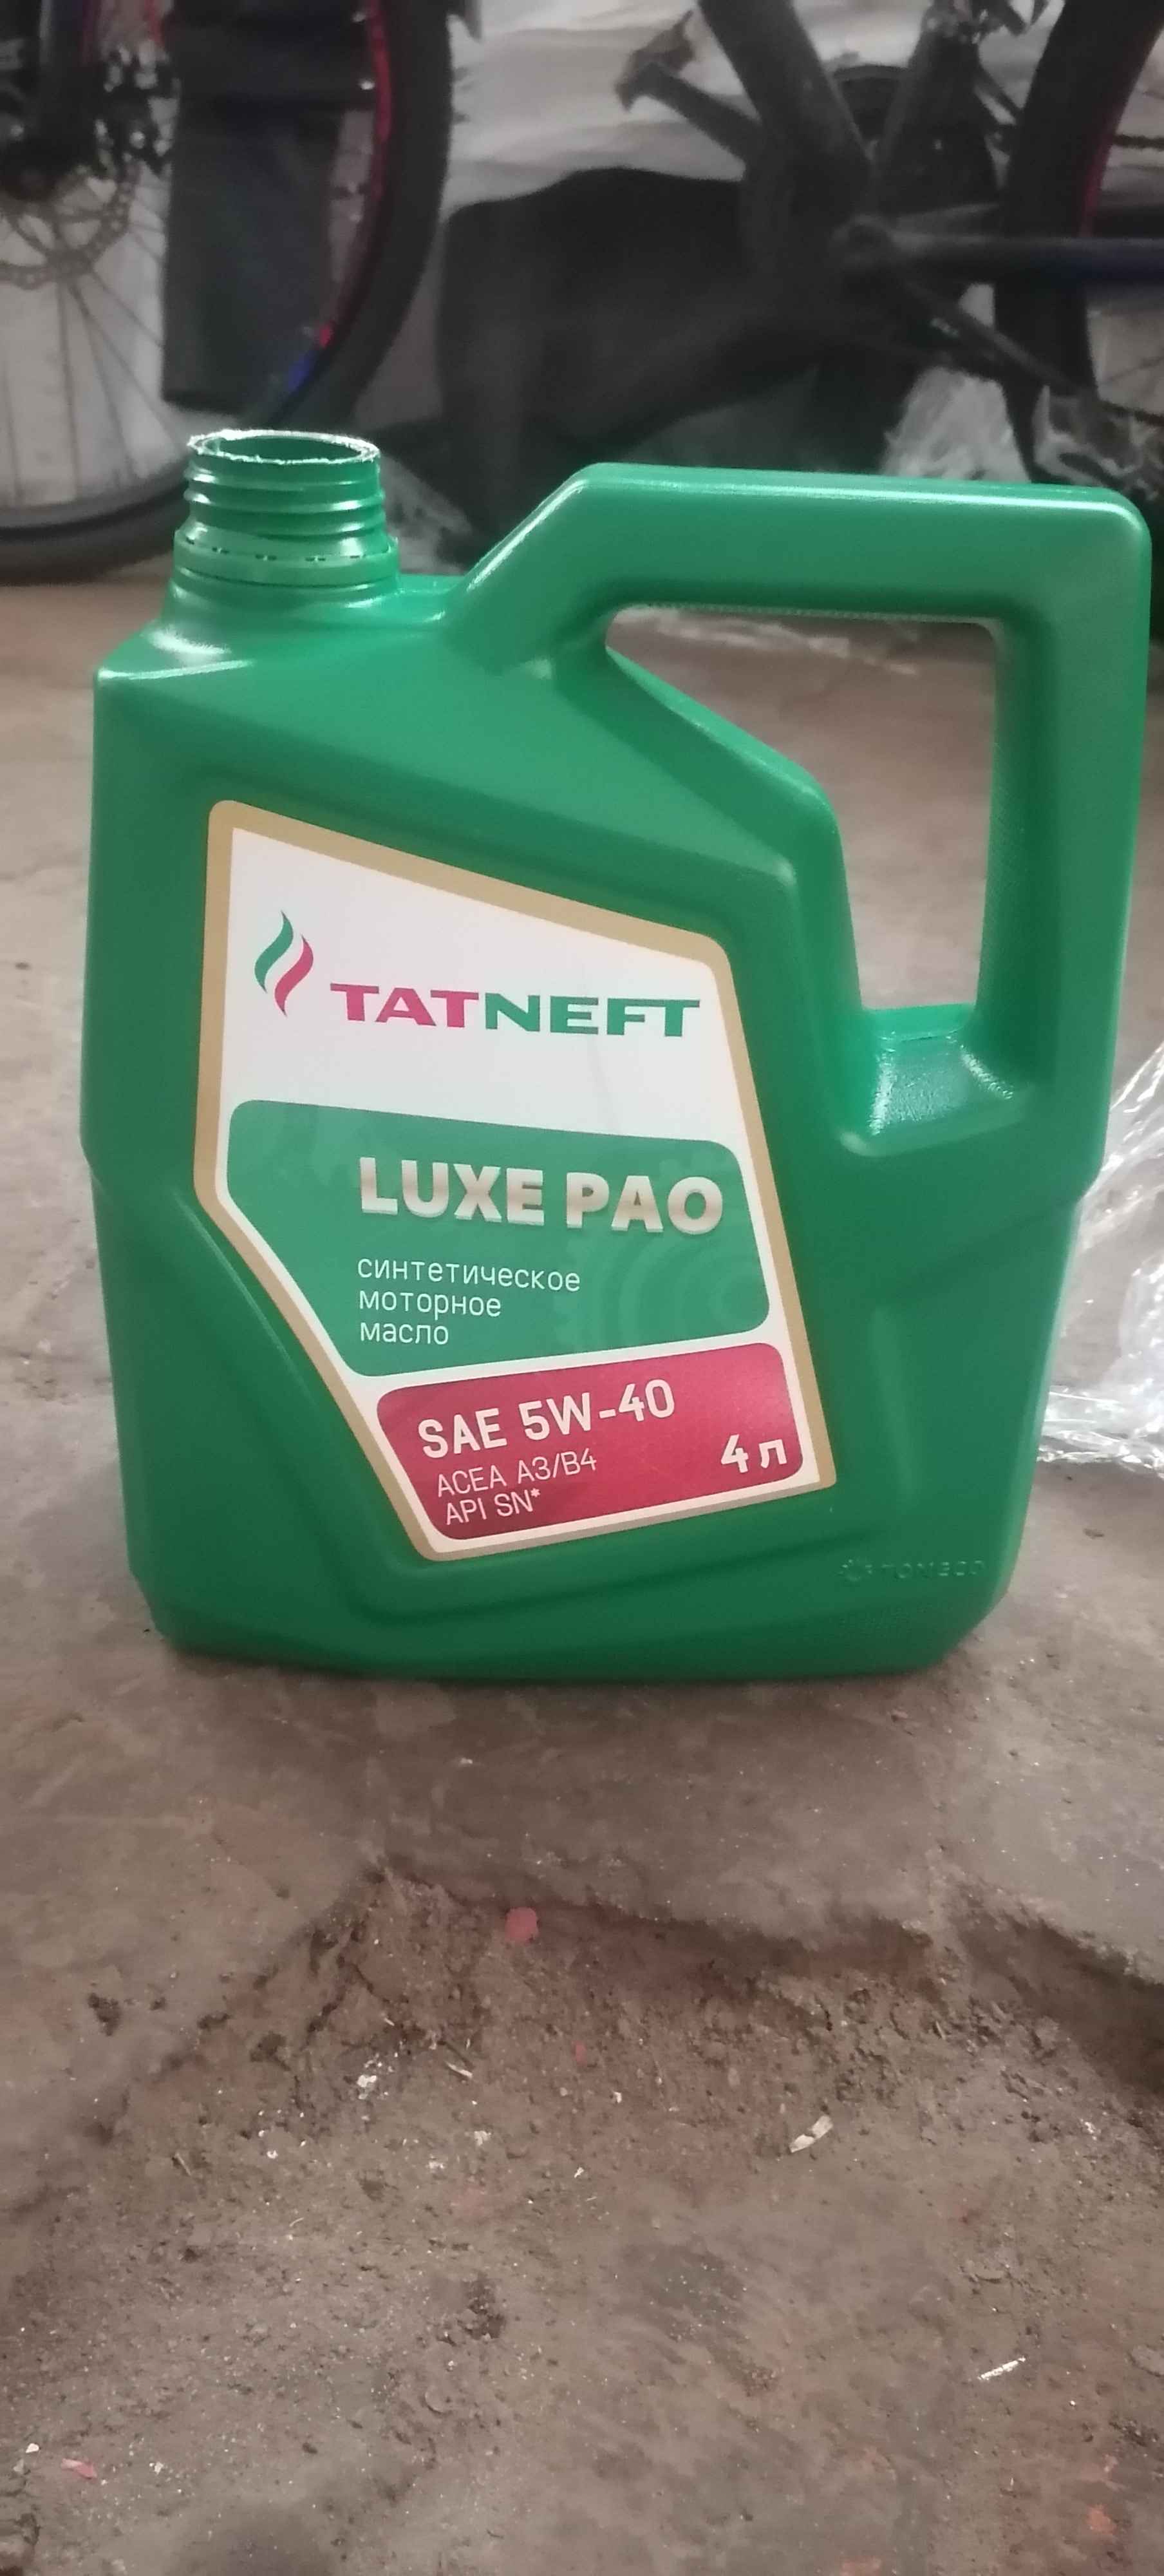 TATNEFT
LUXE PAO
синтетическое
моторное
масло
SAE 5W-40
ACEA A3/B4
API SN*
4 л